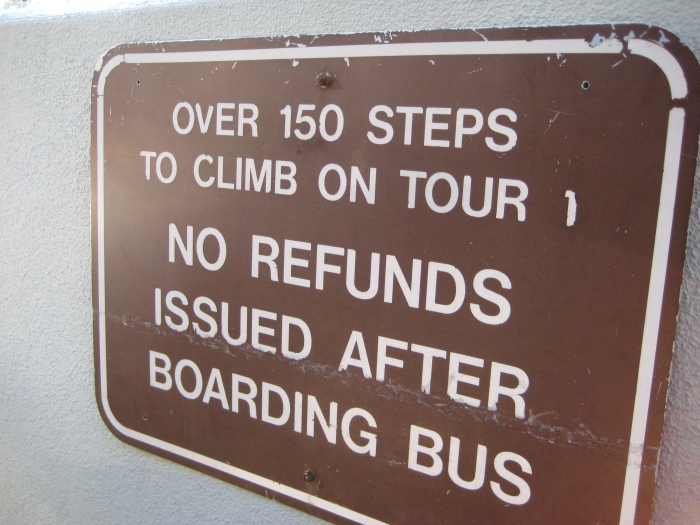 OVER 150 STEPS
TO CLIMB ON TOUR 1
NO REFUNDS
ISSUED AFTER
BOARDING BUS